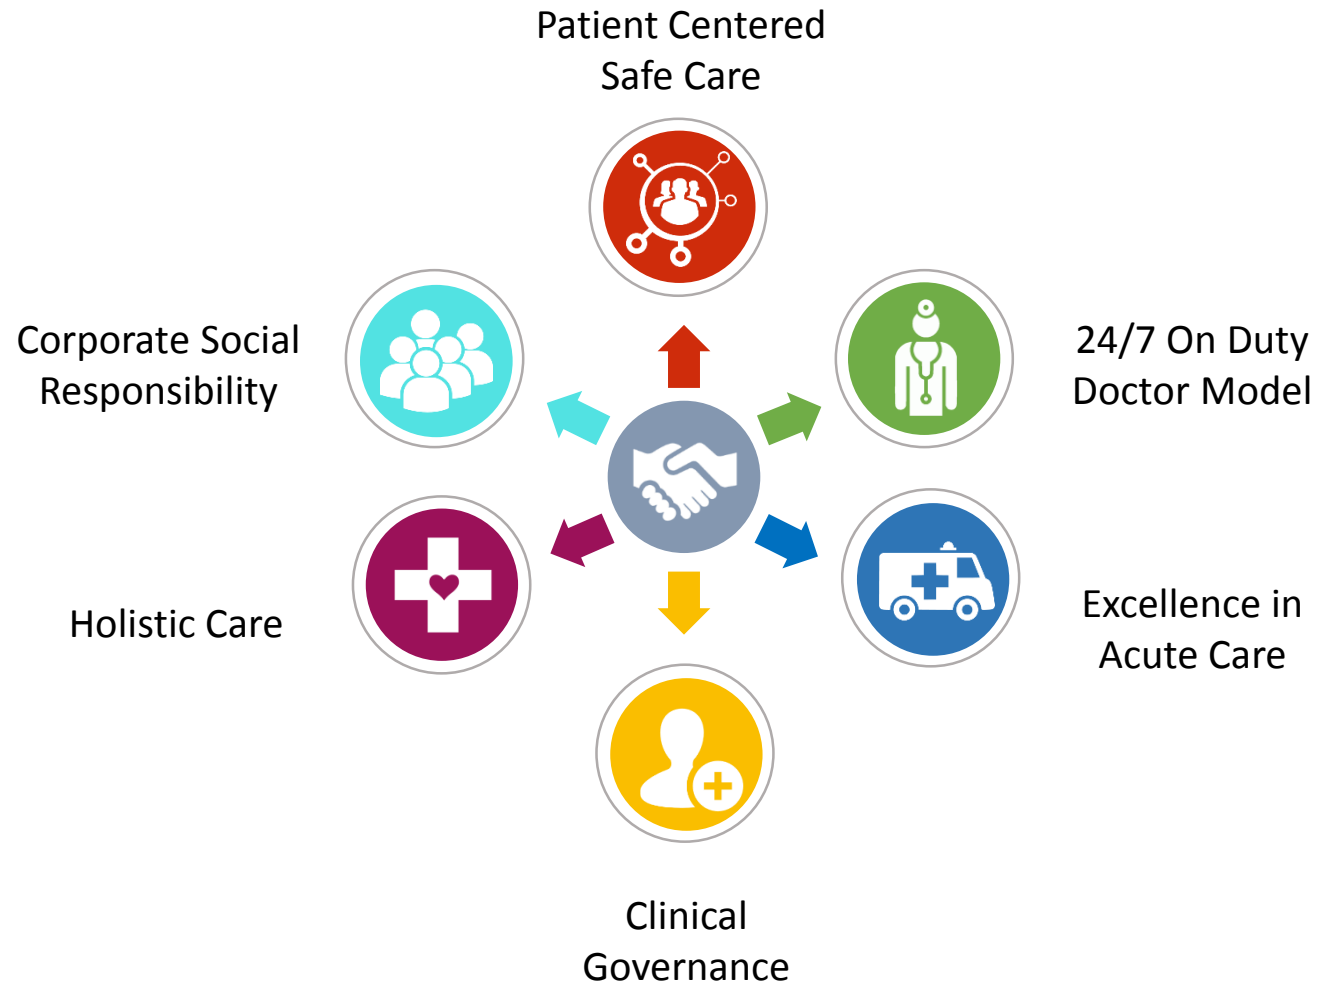 Patient Centered
Safe Care
Corporate Social
Responsibility
24/7 On Duty
Doctor Model
Holistic Care
Excellence in
Acute Care
Clinical
Governance